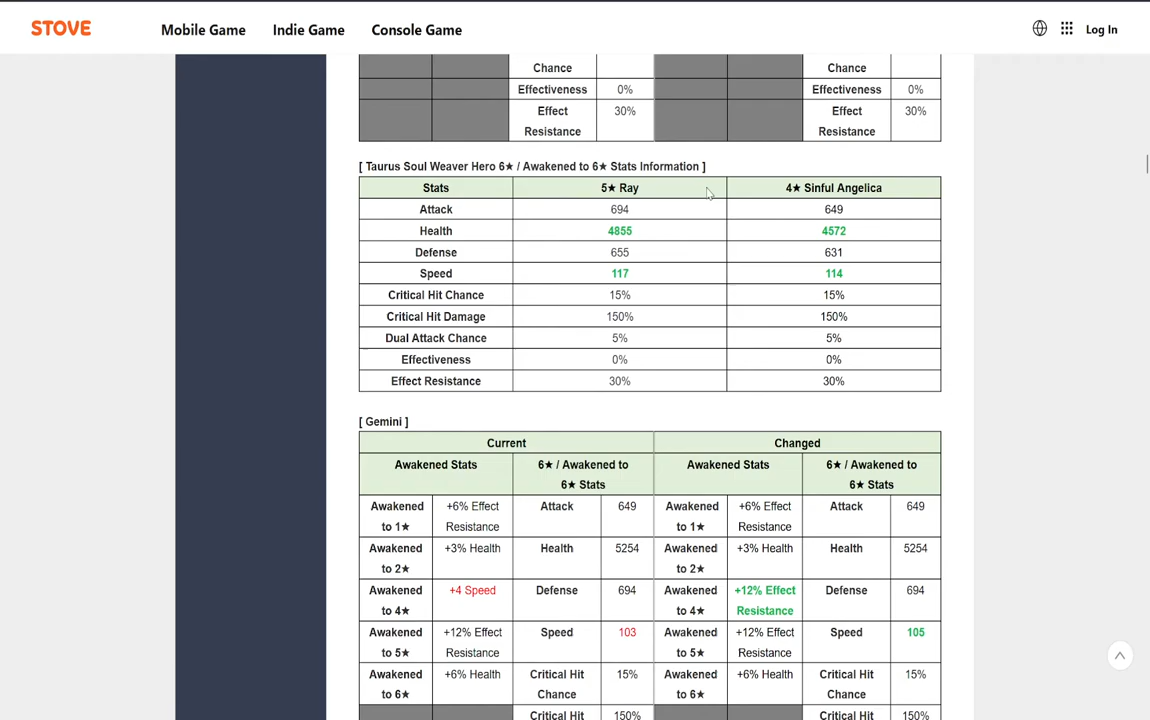 STOVE Mobile Game Indie Game Console Game Log In
Chance Chance
Effectiveness 0% Effectiveness 0%
Effect 30% Effect 30%
Resistance Resistance
[ Taurus Soul Weaver Hero 6★ / Awakened to 6★ Stats Information ]
Stats 5★ Ray 4★ Sinful Angelica
Attack 694 649
Health 4855 4572
Defense 655 631
Speed 117 114
Critical Hit Chance 15% 15%
Critical Hit Damage 150% 150%
Dual Attack Chance 5% 5%
Effectiveness 0% 0%
Effect Resistance 30% 30%
[ Gemini ]
Current Changed
Awakened Stats 6★ / Awakened to Awakened Stats 6★ / Awakened to
6★ Stats 6★ Stats
Awakened +6% Effect Attack 649 Awakened +6% Effect Attack 649
to 1★ Resistance to 1★ Resistance
Awakened +3% Health Health 5254 Awakened +3% Health Health 5254
to 2★ to 2★
Awakened +4 Speed Defense 694 Awakened +12% Effect Defense 694
to 4★ to 4★ Resistance
Awakened +12% Effect Speed 103 Awakened +12% Effect Speed 105
to 5★ Resistance to 5★ Resistance
Awakened +6% Health Critical Hit 15% Awakened +6% Health Critical Hit 15%
to 6★ Chance to 6★ Chance
Critical Hit 150% Critical Hit 150%